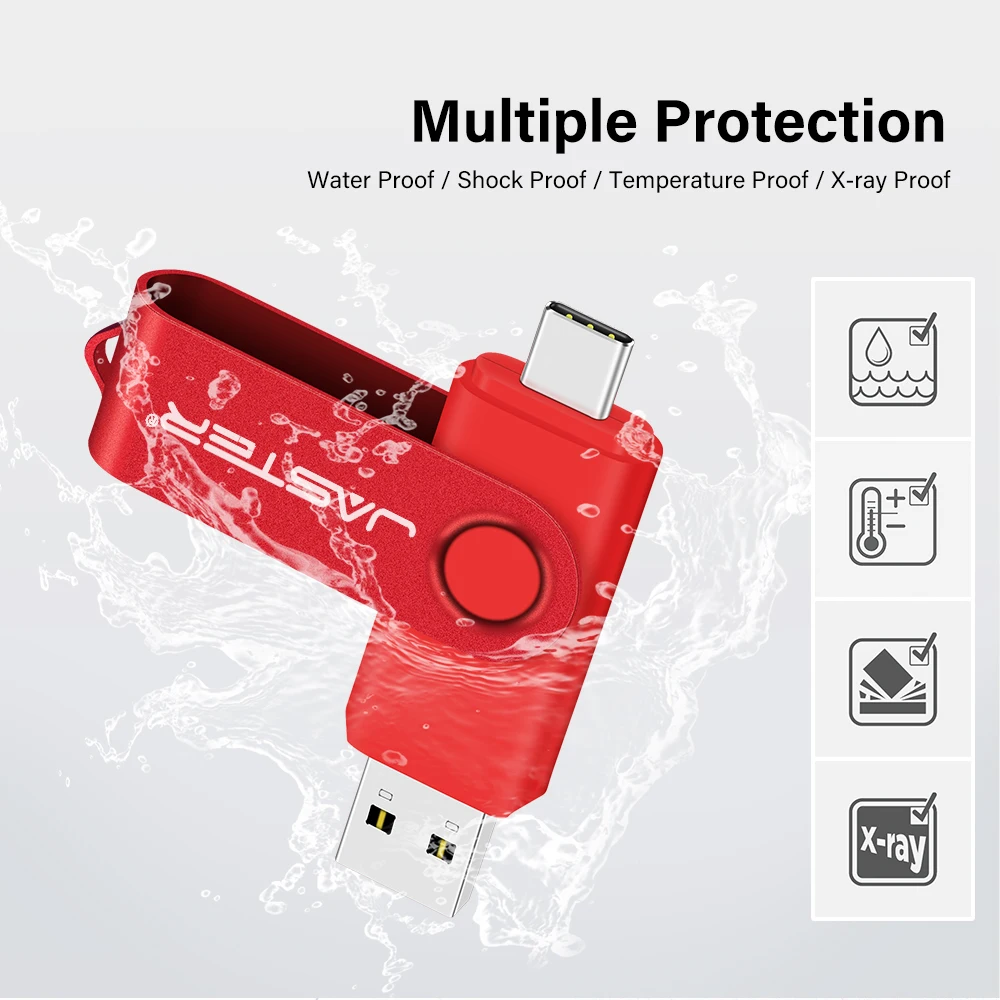 Multiple Protection
Water Proof / Shock Proof / Temperature Proof / X-ray Proof
JASTER®
X-ray